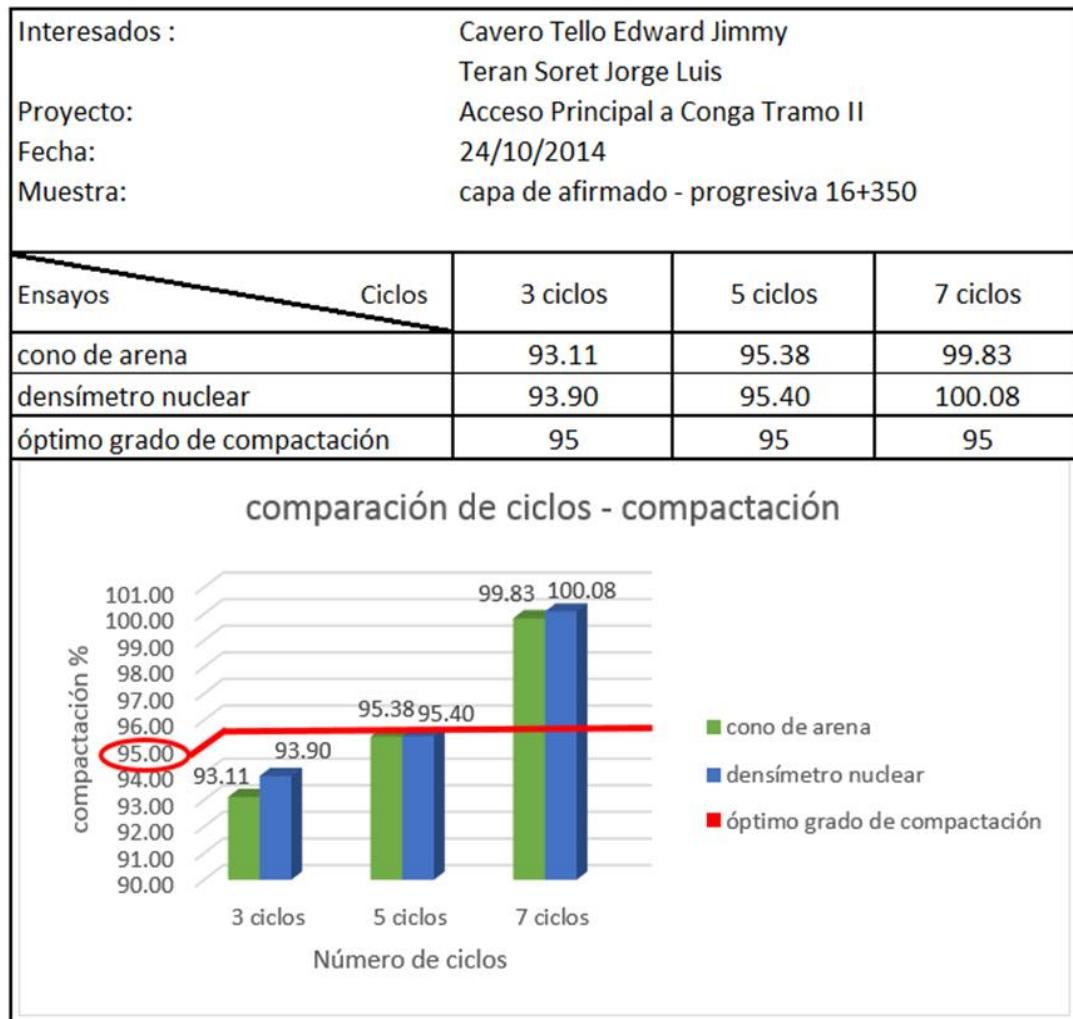 Interesados : Cavero Tello Edward Jimmy
Teran Soret Jorge Luis
Proyecto: Acceso Principal a Conga Tramo II
Fecha: 24/10/2014
Muestra: capa de afirmado - progresiva 16+350
Ensayos Ciclos 3 ciclos 5 ciclos 7 ciclos
cono de arena 93.11 95.38 99.83
densímetro nuclear 93.90 95.40 100.08
óptimo grado de compactación 95 95 95
comparación de ciclos - compactación
compactación %
101.00
100.00
99.00
98.00
97.00
96.00
95.00
94.00
93.00
92.00
91.00
90.00
93.11 93.90
95.38 95.40
99.83 100.08
3 ciclos 5 ciclos 7 ciclos
Número de ciclos
cono de arena
densímetro nuclear
óptimo grado de compactación